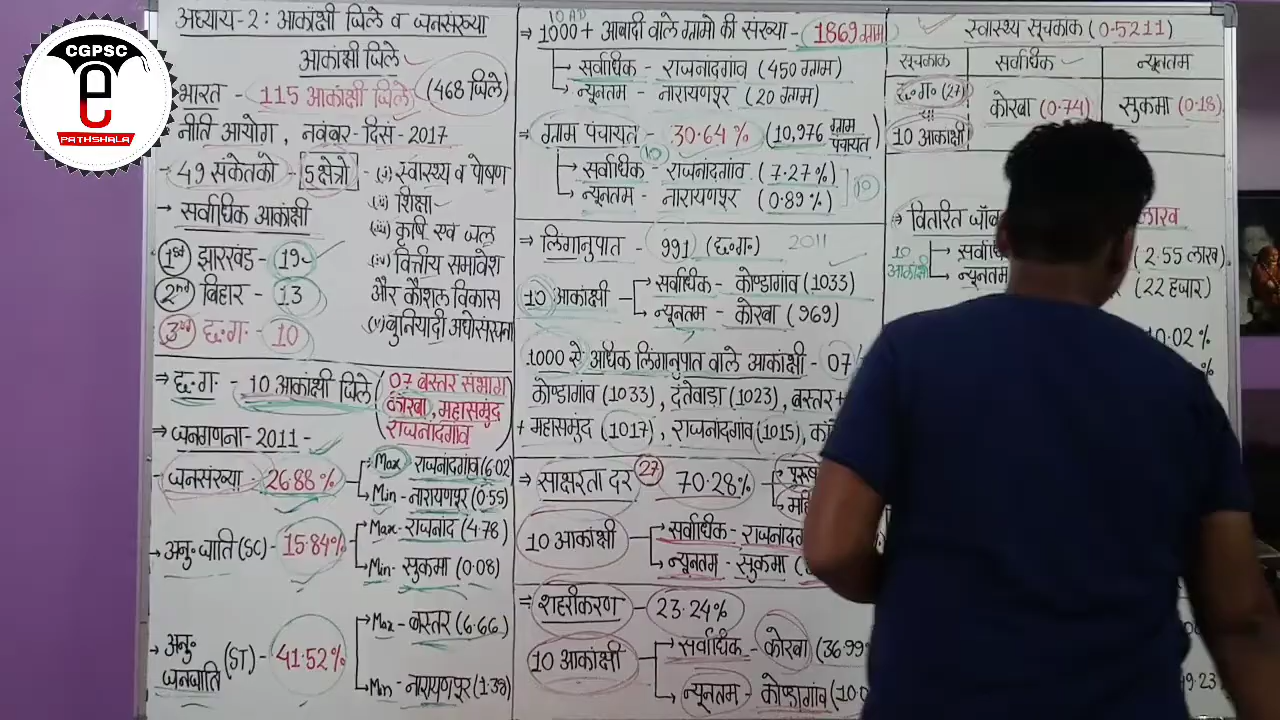 CGPSC
e
PATHSHALA
अध्याय-2 : आकांक्षी जिले व जनसंख्या
आकांक्षी जिले
भारत - 115 आकांक्षी जिले (468 जिले)
नीति आयोग, नवंबर-दिसं-2017
49 संकेतको - 5 क्षेत्रो - (i) स्वास्थ्य व पोषण
(ii) शिक्षा
→ सर्वाधिक आकांक्षी
(iii) कृषि एवं जल
1st झारखंड - 19
(iv) वित्तीय समावेश
और कौशल विकास
2nd बिहार - 13
(v) बुनियादी अधोसंरचना
3rd छ.ग. - 10
⇒ छ.ग. - 10 आकांक्षी जिले (07 बस्तर संभाग
कोरबा, महासमुंद
राजनांदगांव)
⇒ जनगणना-2011 -
- जनसंख्या - 26.88%
→ Max राजनांदगांव (6.02
→ Min - नारायणपुर (0.55)
→ अनु. जाति (SC) - 15.84%
→ Max - राजनांद (4.78)
→ Min - सुकमा (0.08)
→ अनु. जनजाति (ST) - 41.52%
→ Max - बस्तर (6.66)
→ Min - नारायणपुर (1.39)
10 AD
⇒ 1000+ आबादी वाले ग्रामो की संख्या - 1869 ग्राम
→ सर्वाधिक - राजनांदगांव (450 ग्राम)
→ न्यूनतम - नारायणपुर (20 ग्राम)
⇒ ग्राम पंचायत - 30.64% (10,976 ग्राम पंचायत)
10
→ सर्वाधिक - राजनांदगांव (7.27%)
→ न्यूनतम - नारायणपुर (0.89%)
10
⇒ लिंगानुपात - 991 (छ.ग.) 2011
10 आकांक्षी
→ सर्वाधिक - कोण्डागांव (1033)
→ न्यूनतम - कोरबा (969)
1000 से अधिक लिंगानुपात वाले आकांक्षी - 07
कोण्डागांव (1033), दंतेवाडा (1023), बस्तर +
+ महासमुंद (1017), राजनांदगांव (1015),
⇒ साक्षरता दर 27 70.28%
10 आकांक्षी
→ सर्वाधिक -
→ न्यूनतम - सुकमा
⇒ शहरीकरण - 23.24%
10 आकांक्षी
→ सर्वाधिक - कोरबा (36.99
→ न्यूनतम - कोण्डागांव
स्वास्थ्य सूचकाक (0.5211)
सूचकाक सर्वाधिक न्यूनतम
छ.ग. (27)
10 आकांक्षी
कोरबा (0.74) सुकमा (0.18)
⇒ वितरित लाख
10 आकांक्षी
(2.55 लाख)
→ न्यूनतम (22 हजार)